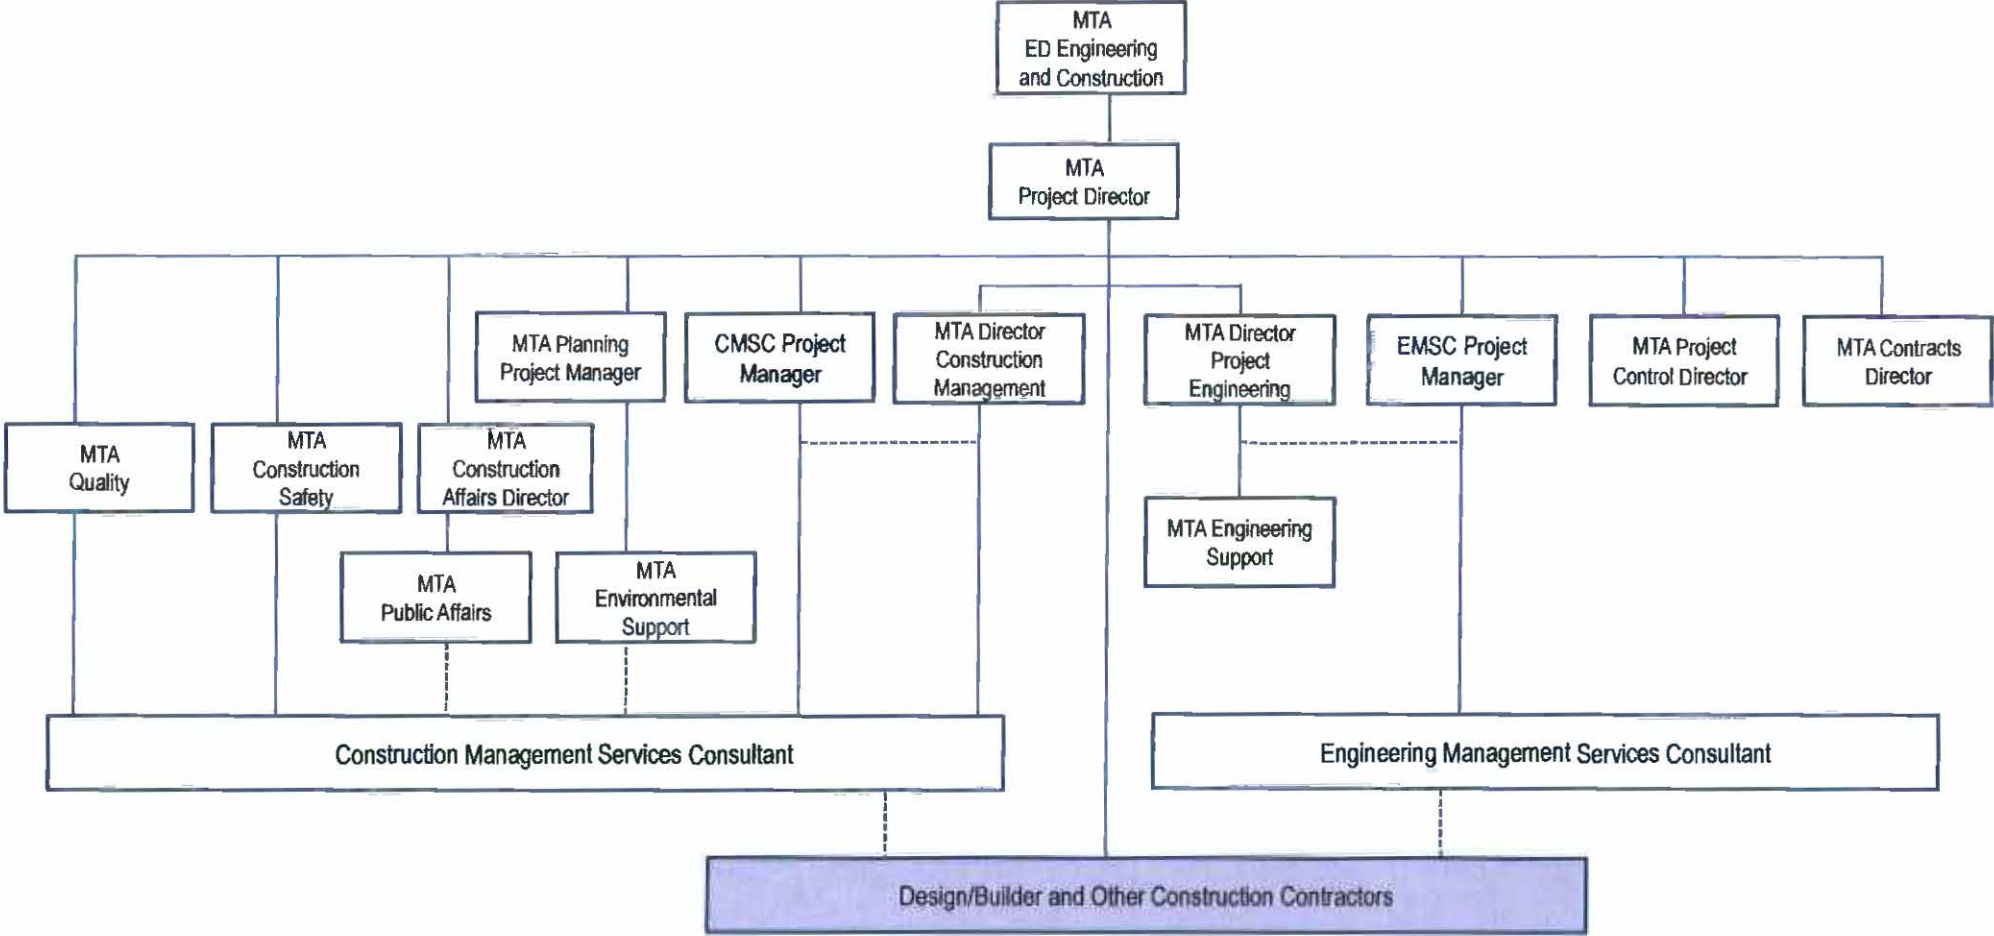 MTA
ED Engineering
and Construction
MTA
Project Director
MTA Planning
Project Manager
CMSC Project
Manager
MTA Director
Construction
Management
MTA Director
Project
Engineering
EMSC Project
Manager
MTA Project
Control Director
MTA Contracts
Director
MTA
Quality
MTA
Construction
Safety
MTA
Construction
Affairs Director
MTA Engineering
Support
MTA
Public Affairs
MTA
Environmental
Support
Construction Management Services Consultant
Engineering Management Services Consultant
Design/Builder and Other Construction Contractors